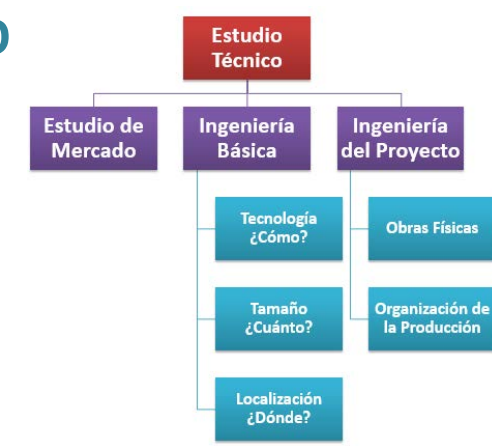 Estudio
Técnico
Estudio de
Mercado
Ingeniería
Básica
Ingeniería
del Proyecto
Tecnología
¿Cómo?
Tamaño
¿Cuánto?
Localización
¿Dónde?
Obras Físicas
Organización de
la Producción